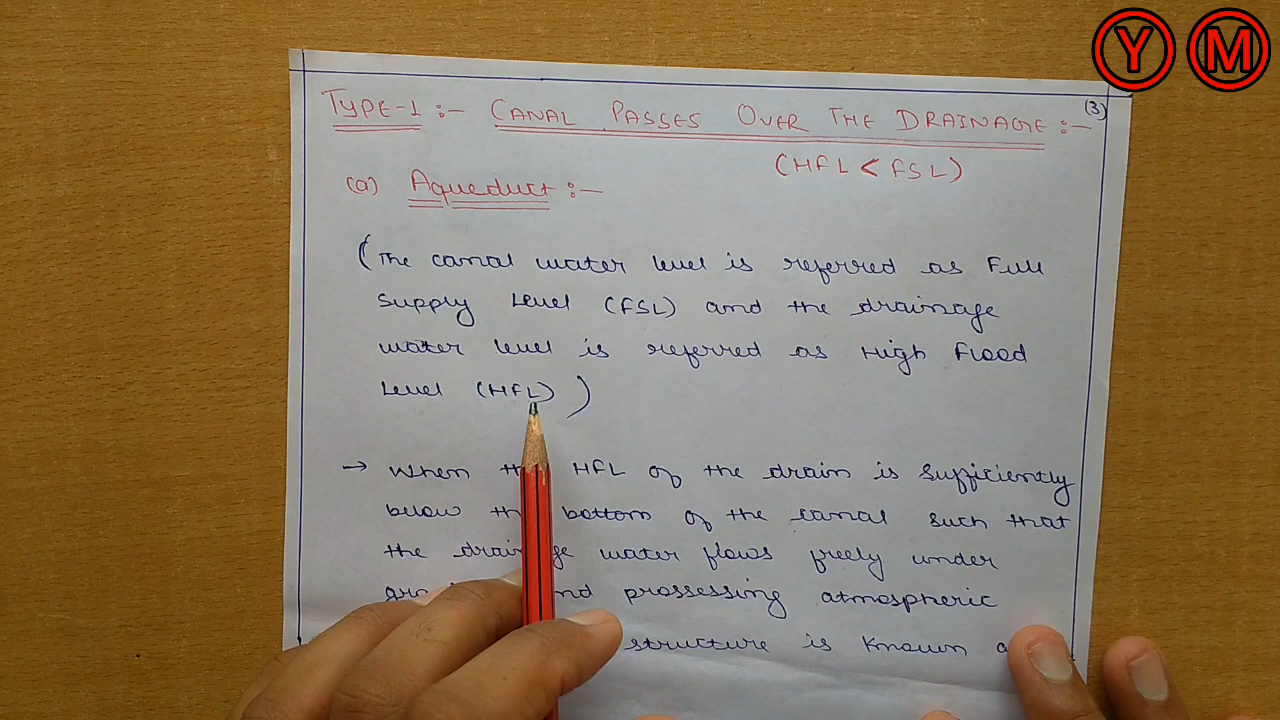 Y M
(3)
TYPE-1 :- CANAL PASSES OVER THE DRAINAGE :-
(HFL < FSL)
(a) Aqueduct :-
(The canal water level is referred as Full
Supply Level (FSL) and the drainage
water level is referred as High Flood
Level (HFL))
→ When HFL of the drain is sufficiently
below bottom of the canal such that
the water flows freely under
prossessing atmospheric
structure is known